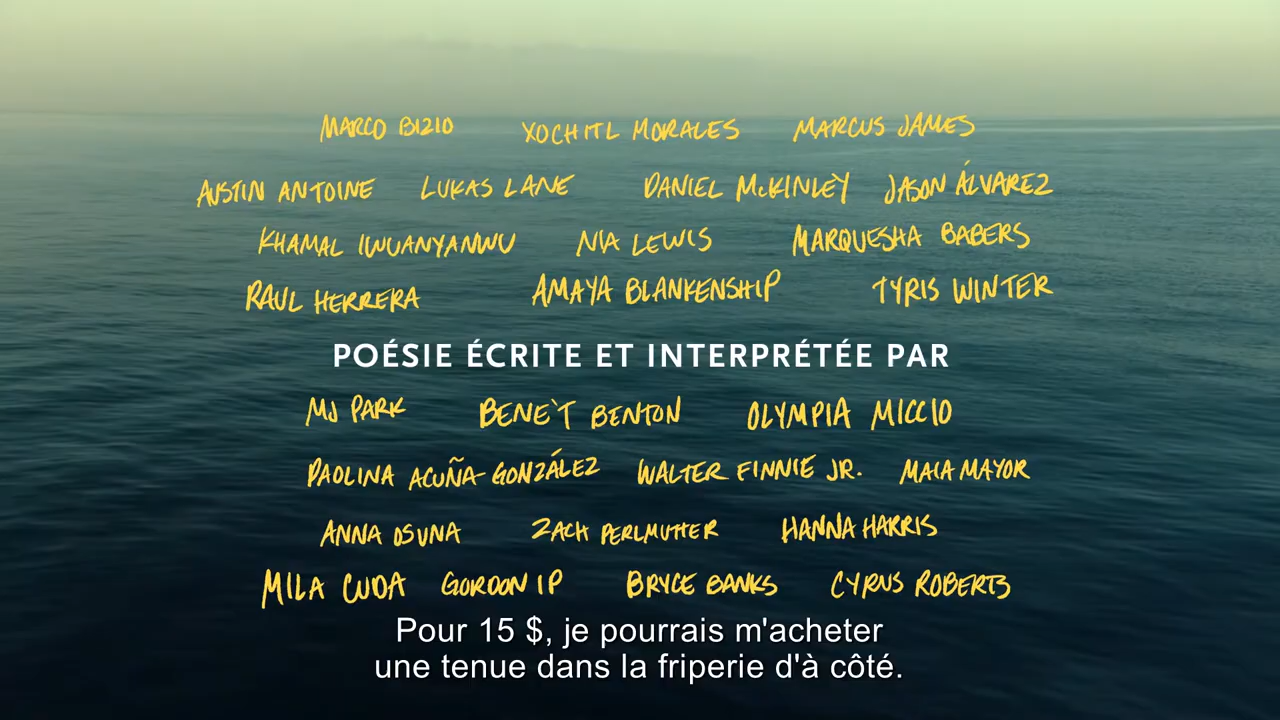 MARCO BIZIO XOCHITL MORALES MARCUS JAMES
AUSTIN ANTOINE LUKAS LANE DANIEL McKINLEY JASON ÁLVAREZ
KHAMAL IWUANYANWU NIA LEWIS MARQUESHA BABERS
RAUL HERRERA AMAYA BLANKENSHIP TYRIS WINTER
POÉSIE ÉCRITE ET INTERPRÉTÉE PAR
MJ PARK BENE'T BENTON OLYMPIA MICCIO
PAOLINA ACUÑA-GONZÁLEZ WALTER FINNIE JR. MAIA MAYOR
ANNA OSUNA ZACH PERLMUTTER HANNA HARRIS
MILA CUDA GORDON IP BRYCE BANKS CYRUS ROBERTS
Pour 15 $, je pourrais m'acheter
une tenue dans la friperie d'à côté.